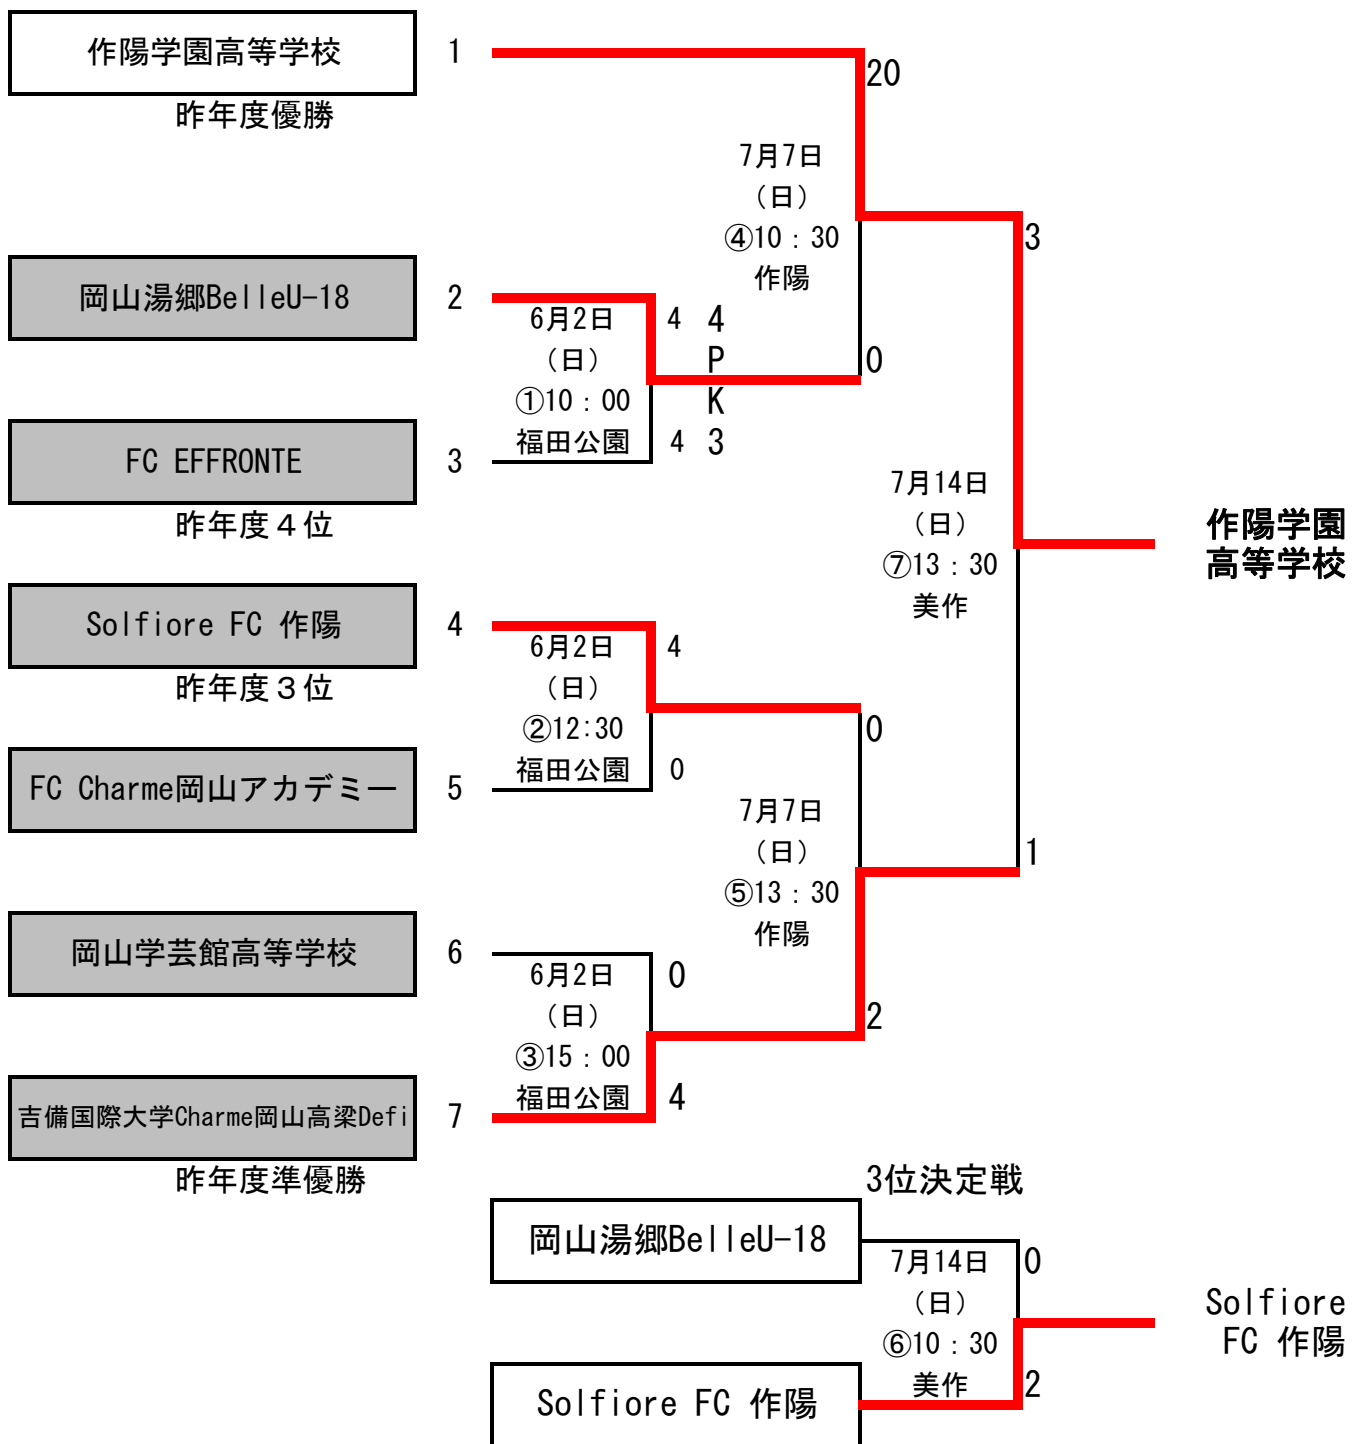 作陽学園高等学校
1
昨年度優勝
20
7月7日
（日）
④10：30
作陽
3
岡山湯郷BelleU-18
2
6月2日
（日）
①10：00
福田公園
4
4
4
PK
3
0
FC EFFRONTE
3
昨年度４位
7月14日
（日）
⑦13：30
美作
作陽学園
高等学校
Solfiore FC 作陽
4
昨年度３位
6月2日
（日）
②12:30
福田公園
4
0
0
FC Charme岡山アカデミー
5
7月7日
（日）
⑤13：30
作陽
1
岡山学芸館高等学校
6
6月2日
（日）
③15：00
福田公園
0
4
2
吉備国際大学Charme岡山高梁Defi
7
昨年度準優勝
3位決定戦
岡山湯郷BelleU-18
7月14日
（日）
⑥10：30
美作
0
2
Solfiore
FC 作陽
Solfiore FC 作陽